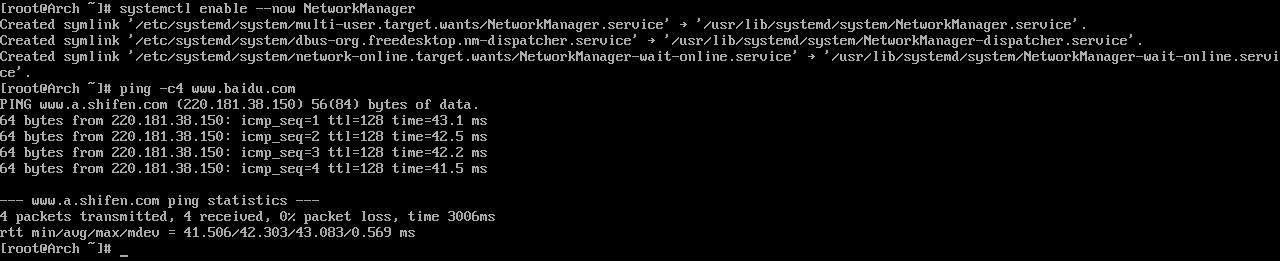 [root@Arch ~]# systemctl enable --now NetworkManager
Created symlink '/etc/systemd/system/multi-user.target.wants/NetworkManager.service' → '/usr/lib/systemd/system/NetworkManager.service'.
Created symlink '/etc/systemd/system/dbus-org.freedesktop.nm-dispatcher.service' → '/usr/lib/systemd/system/NetworkManager-dispatcher.service'.
Created symlink '/etc/systemd/system/network-online.target.wants/NetworkManager-wait-online.service' → '/usr/lib/systemd/system/NetworkManager-wait-online.servi
ce'.
[root@Arch ~]# ping -c4 www.baidu.com
PING www.a.shifen.com (220.181.38.150) 56(84) bytes of data.
64 bytes from 220.181.38.150: icmp_seq=1 ttl=128 time=43.1 ms
64 bytes from 220.181.38.150: icmp_seq=2 ttl=128 time=42.5 ms
64 bytes from 220.181.38.150: icmp_seq=3 ttl=128 time=42.2 ms
64 bytes from 220.181.38.150: icmp_seq=4 ttl=128 time=41.5 ms

--- www.a.shifen.com ping statistics ---
4 packets transmitted, 4 received, 0% packet loss, time 3006ms
rtt min/avg/max/mdev = 41.506/42.303/43.083/0.569 ms
[root@Arch ~]# _